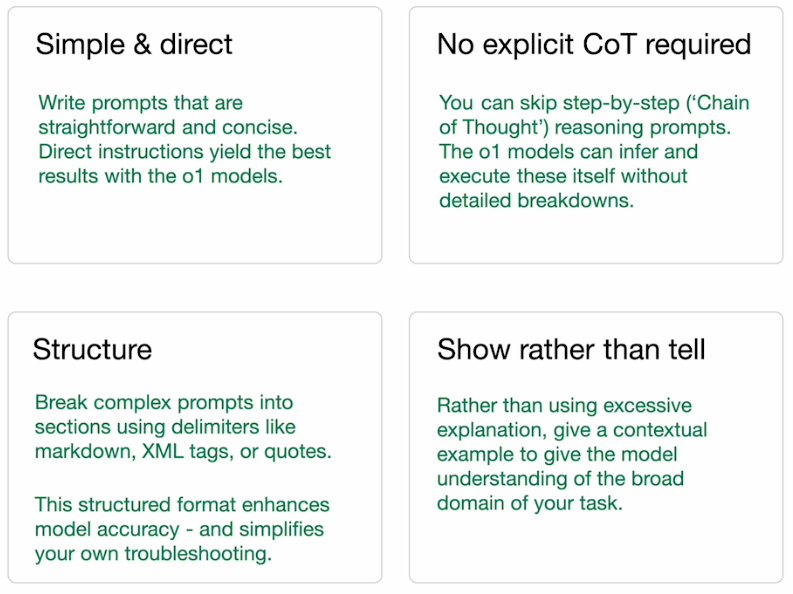 Simple & direct
Write prompts that are
straightforward and concise.
Direct instructions yield the best
results with the o1 models.
No explicit CoT required
You can skip step-by-step (‘Chain
of Thought’) reasoning prompts.
The o1 models can infer and
execute these itself without
detailed breakdowns.
Structure
Break complex prompts into
sections using delimiters like
markdown, XML tags, or quotes.
This structured format enhances
model accuracy - and simplifies
your own troubleshooting.
Show rather than tell
Rather than using excessive
explanation, give a contextual
example to give the model
understanding of the broad
domain of your task.